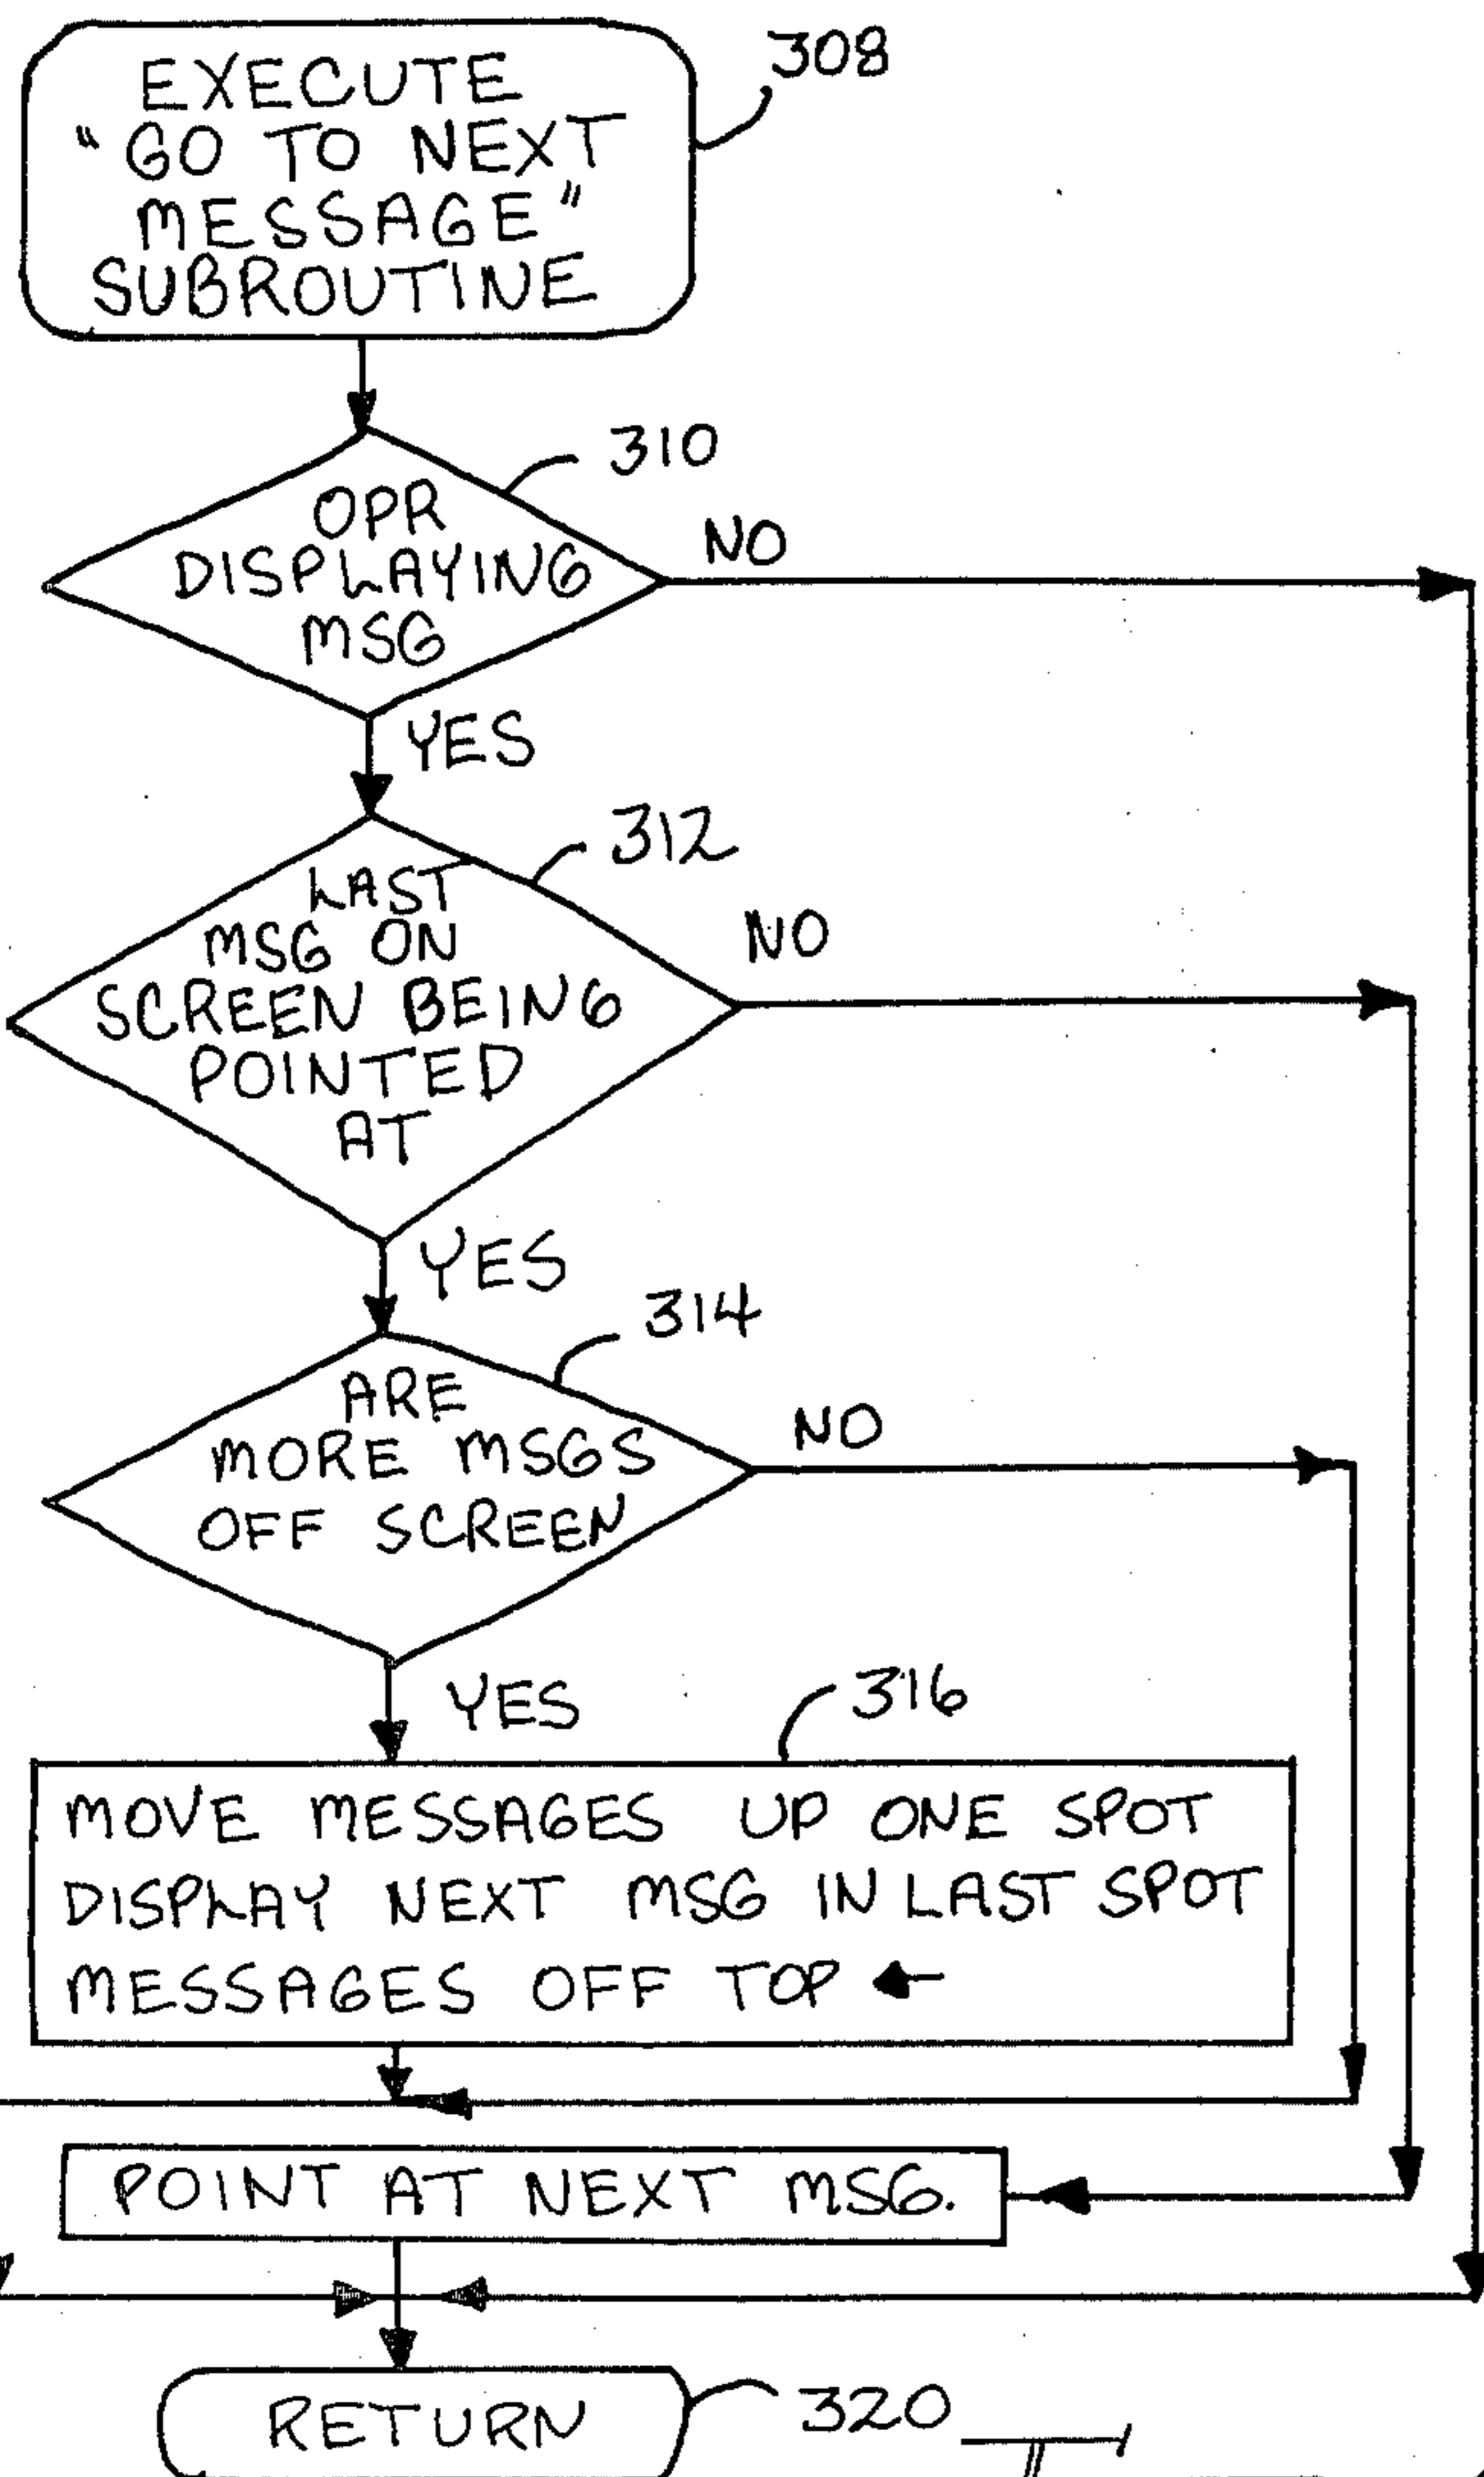 EXECUTE
"GO TO NEXT
MESSAGE"
SUBROUTINE
308
310
OPR
DISPLAYING
MSG
NO
YES
312
LAST
MSG ON
SCREEN BEING
POINTED
AT
NO
YES
314
ARE
MORE MSGS
OFF SCREEN
NO
YES
316
MOVE MESSAGES UP ONE SPOT
DISPLAY NEXT MSG IN LAST SPOT
MESSAGES OFF TOP ←
POINT AT NEXT MSG.
RETURN
320